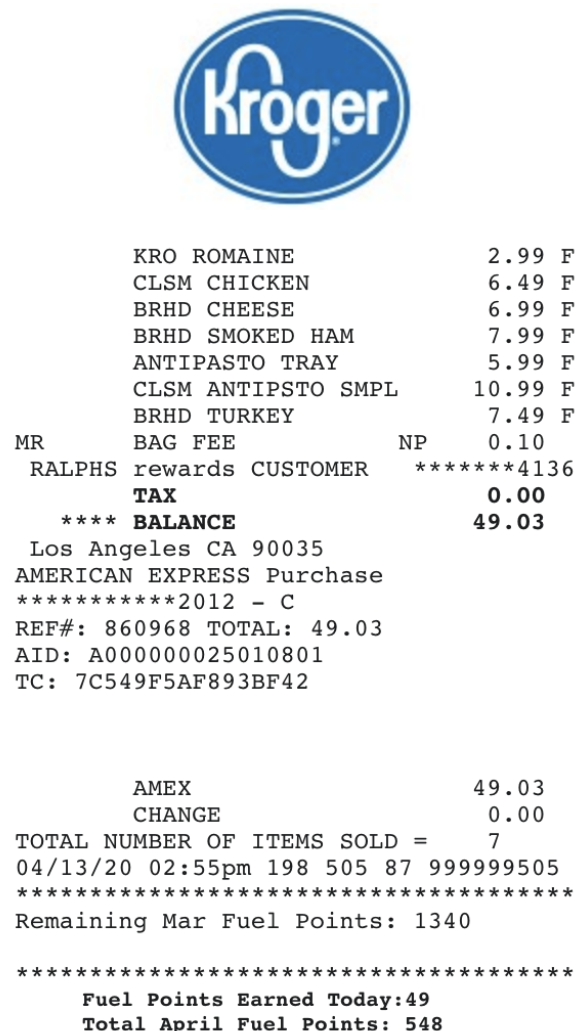 Kroger
KRO ROMAINE 2.99 F
CLSM CHICKEN 6.49 F
BRHD CHEESE 6.99 F
BRHD SMOKED HAM 7.99 F
ANTIPASTO TRAY 5.99 F
CLSM ANTIPSTO SMPL 10.99 F
BRHD TURKEY 7.49 F
MR BAG FEE NP 0.10
RALPHS rewards CUSTOMER *******4136
TAX 0.00
**** BALANCE 49.03
Los Angeles CA 90035
AMERICAN EXPRESS Purchase
***********2012 - C
REF#: 860968 TOTAL: 49.03
AID: A000000025010801
TC: 7C549F5AF893BF42
AMEX 49.03
CHANGE 0.00
TOTAL NUMBER OF ITEMS SOLD = 7
04/13/20 02:55pm 198 505 87 999999505
**************************************
Remaining Mar Fuel Points: 1340
**************************************
Fuel Points Earned Today:49
Total April Fuel Points: 548